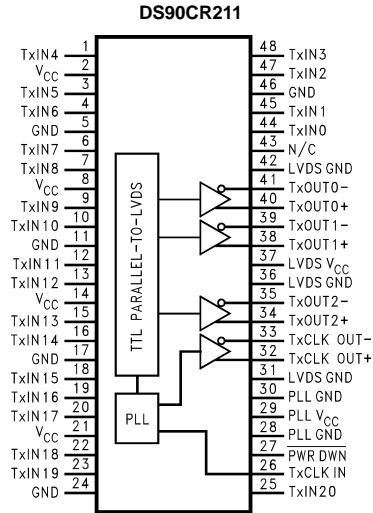 DS90CR211
TxIN4 1 48 TxIN3
VCC 2 47 TxIN2
TxIN5 3 46 GND
TxIN6 4 45 TxIN1
GND 5 44 TxIN0
TxIN7 6 43 N/C
TxIN8 7 42 LVDS GND
VCC 8 41 TxOUT0-
TxIN9 9 40 TxOUT0+
TxIN10 10 39 TxOUT1-
GND 11 38 TxOUT1+
TxIN11 12 37 LVDS VCC
TxIN12 13 36 LVDS GND
VCC 14 35 TxOUT2-
TxIN13 15 34 TxOUT2+
TxIN14 16 33 TxCLK OUT-
GND 17 32 TxCLK OUT+
TxIN15 18 31 LVDS GND
TxIN16 19 30 PLL GND
TxIN17 20 29 PLL VCC
VCC 21 28 PLL GND
TxIN18 22 27 PWR DWN
TxIN19 23 26 TxCLK IN
GND 24 25 TxIN20
TTL PARALLEL-TO-LVDS
PLL